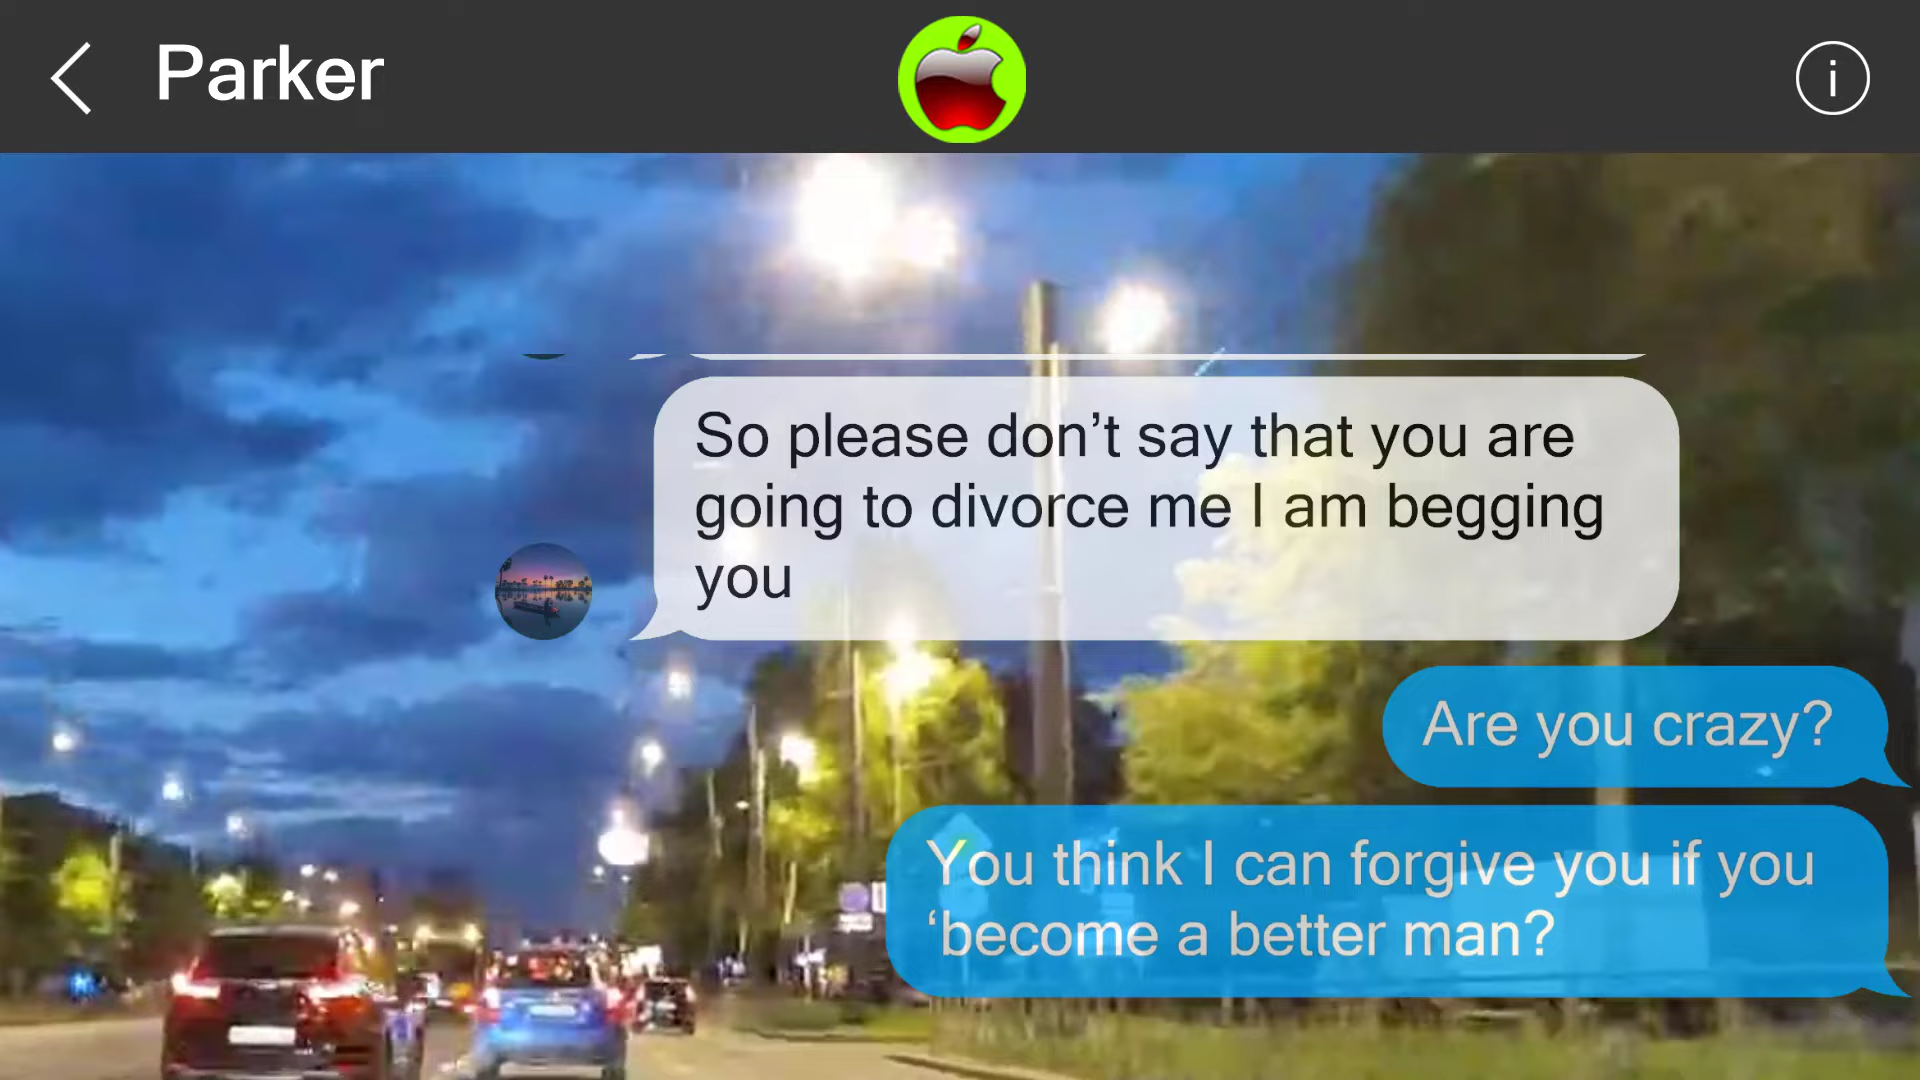 Parker
i
So please don’t say that you are
going to divorce me I am begging
you
Are you crazy?
You think I can forgive you if you
‘become a better man?